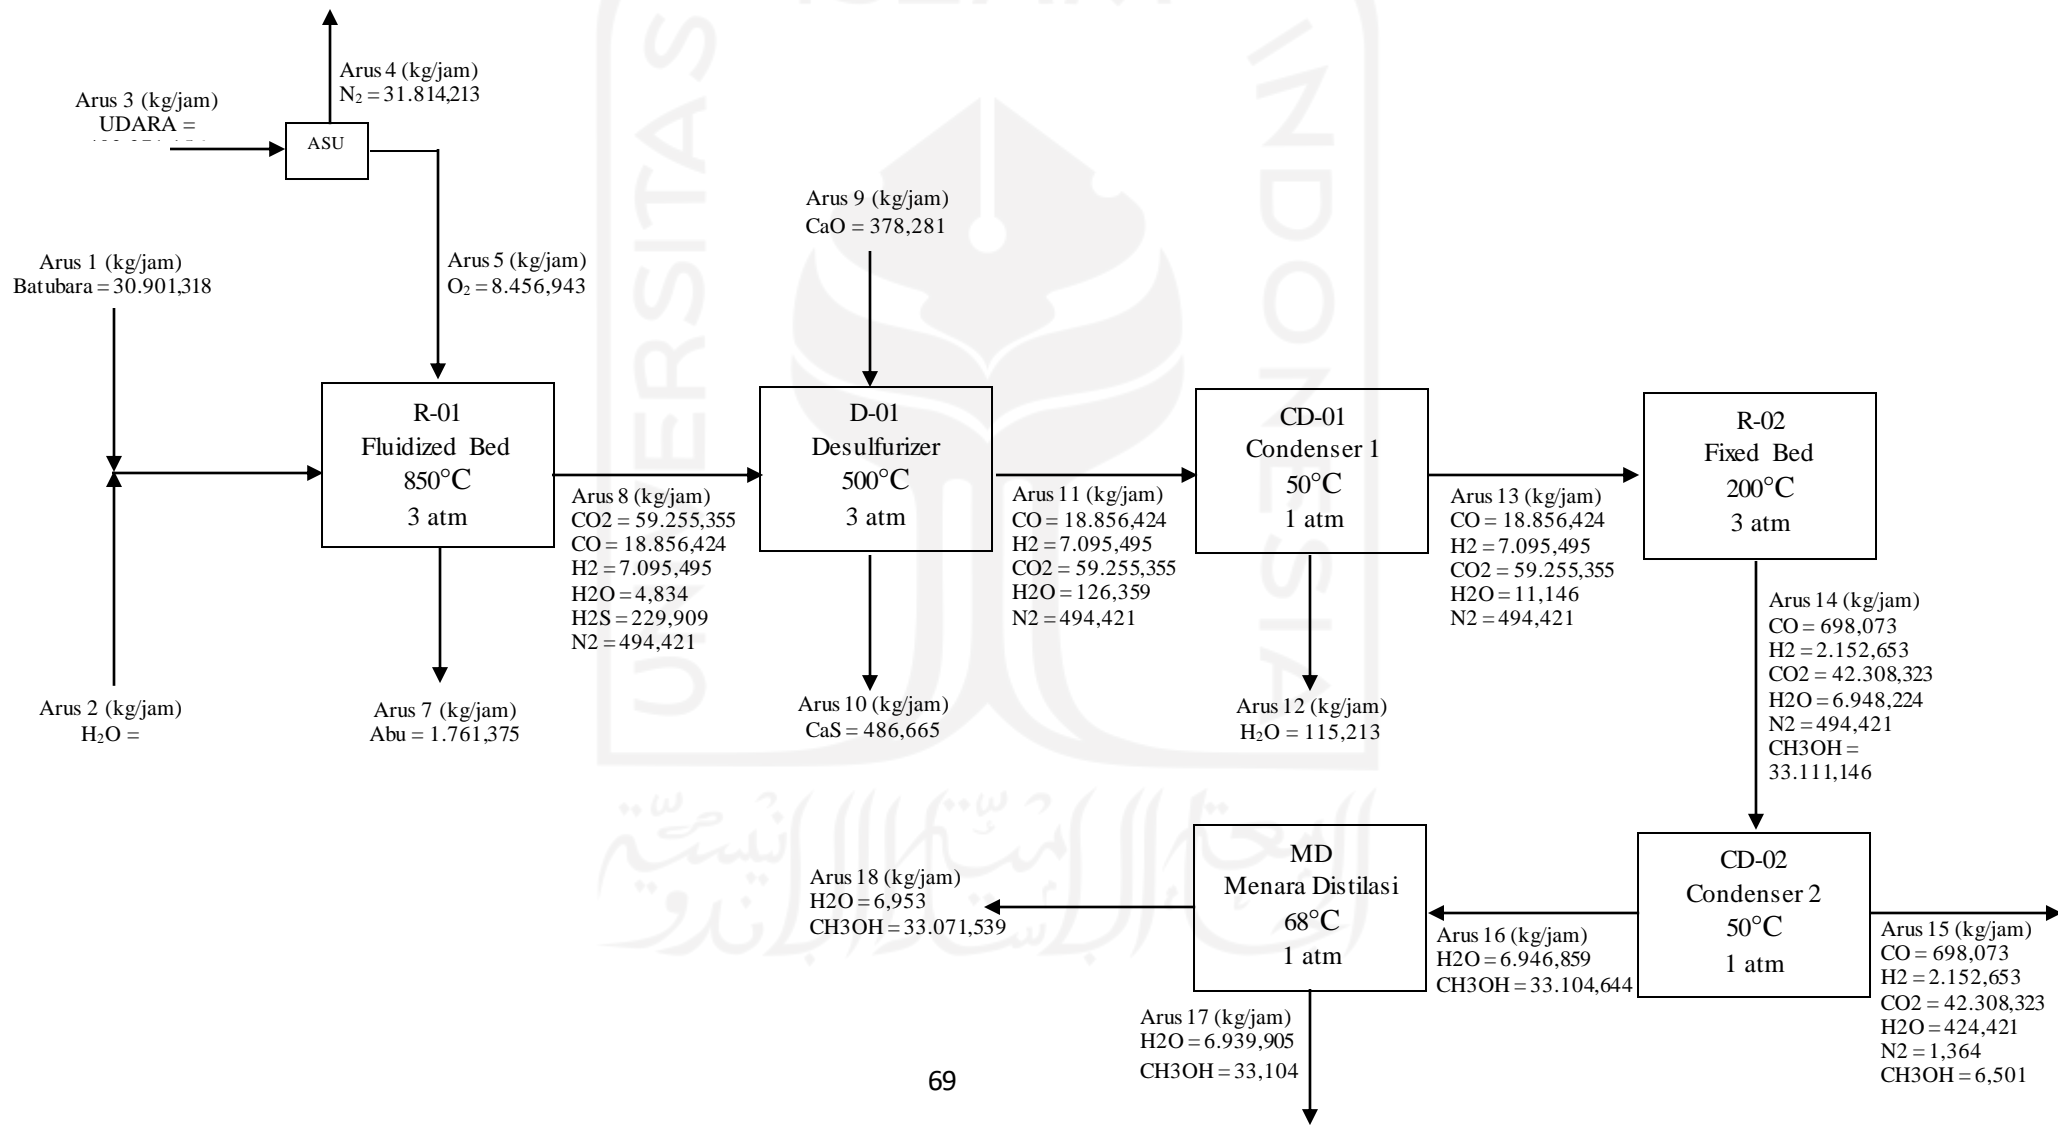 Arus 4 (kg/jam)
N₂ = 31.814,213
Arus 3 (kg/jam)
UDARA =
ASU
Arus 9 (kg/jam)
CaO = 378,281
Arus 1 (kg/jam)
Batubara = 30.901,318
Arus 5 (kg/jam)
O₂ = 8.456,943
R-01
Fluidized Bed
850°C
3 atm
D-01
Desulfurizer
500°C
3 atm
CD-01
Condenser 1
50°C
1 atm
R-02
Fixed Bed
200°C
3 atm
Arus 8 (kg/jam)
CO2 = 59.255,355
CO = 18.856,424
H2 = 7.095,495
H2O = 4,834
H2S = 229,909
N2 = 494,421
Arus 11 (kg/jam)
CO = 18.856,424
H2 = 7.095,495
CO2 = 59.255,355
H2O = 126,359
N2 = 494,421
Arus 13 (kg/jam)
CO = 18.856,424
H2 = 7.095,495
CO2 = 59.255,355
H2O = 11,146
N2 = 494,421
Arus 14 (kg/jam)
CO = 698,073
H2 = 2.152,653
CO2 = 42.308,323
H2O = 6.948,224
N2 = 494,421
CH3OH =
33.111,146
Arus 2 (kg/jam)
H₂O =
Arus 7 (kg/jam)
Abu = 1.761,375
Arus 10 (kg/jam)
CaS = 486,665
Arus 12 (kg/jam)
H₂O = 115,213
MD
Menara Distilasi
68°C
1 atm
CD-02
Condenser 2
50°C
1 atm
Arus 18 (kg/jam)
H2O = 6,953
CH3OH = 33.071,539
Arus 16 (kg/jam)
H2O = 6.946,859
CH3OH = 33.104,644
Arus 15 (kg/jam)
CO = 698,073
H2 = 2.152,653
CO2 = 42.308,323
H2O = 424,421
N2 = 1,364
CH3OH = 6,501
Arus 17 (kg/jam)
H2O = 6.939,905
CH3OH = 33,104
69
UNIVERSITAS
ISLAM
INDONESIA